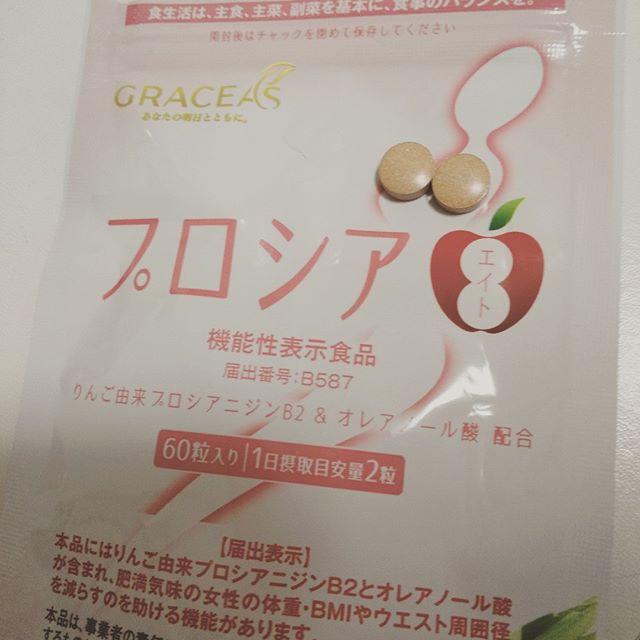 食生活は、主食、主菜、副菜を基本に、食事のバランスを。
開封後はチャックを閉めて保存してください
GRACEAS
あなたの明日とともに。
プロシア
エイト
機能性表示食品
届出番号:B587
りんご由来プロシアニジンB2 & オレアノール酸 配合
60粒入り 1日摂取目安量2粒
【届出表示】
本品にはりんご由来プロシアニジンB2とオレアノール酸
が含まれ、肥満気味の女性の体重・BMIやウエスト周囲径
を減らすのを助ける機能があります。
本品は、事業者の責任